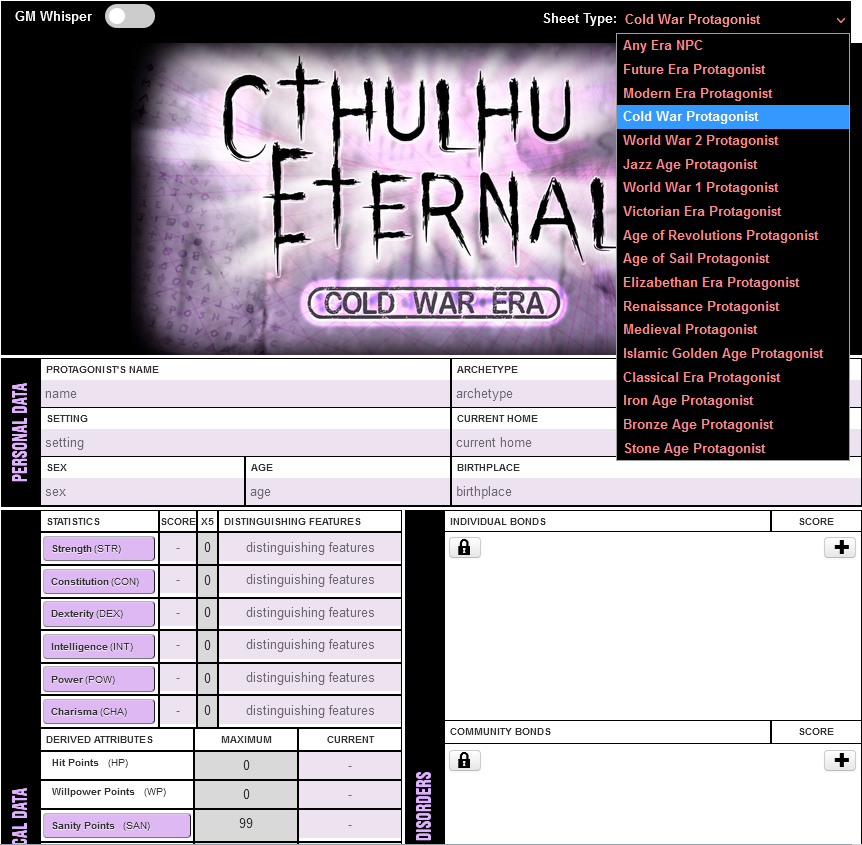 GM Whisper
Sheet Type: Cold War Protagonist
Any Era NPC
Future Era Protagonist
Modern Era Protagonist
Cold War Protagonist
World War 2 Protagonist
Jazz Age Protagonist
World War 1 Protagonist
Victorian Era Protagonist
Age of Revolutions Protagonist
Age of Sail Protagonist
Elizabethan Era Protagonist
Renaissance Protagonist
Medieval Protagonist
Islamic Golden Age Protagonist
Classical Era Protagonist
Iron Age Protagonist
Bronze Age Protagonist
Stone Age Protagonist
CTHULHU
ETERNAL
COLD WAR ERA
PERSONAL DATA
PROTAGONIST'S NAME
name
ARCHETYPE
archetype
SETTING
setting
CURRENT HOME
current home
SEX
sex
AGE
age
BIRTHPLACE
birthplace
STATISTICS SCORE X5 DISTINGUISHING FEATURES
Strength (STR) - 0 distinguishing features
Constitution (CON) - 0 distinguishing features
Dexterity (DEX) - 0 distinguishing features
Intelligence (INT) - 0 distinguishing features
Power (POW) - 0 distinguishing features
Charisma (CHA) - 0 distinguishing features
DERIVED ATTRIBUTES MAXIMUM CURRENT
Hit Points (HP) 0 -
Willpower Points (WP) 0 -
Sanity Points (SAN) 99 -
CAL DATA
INDIVIDUAL BONDS SCORE
COMMUNITY BONDS SCORE
DISORDERS